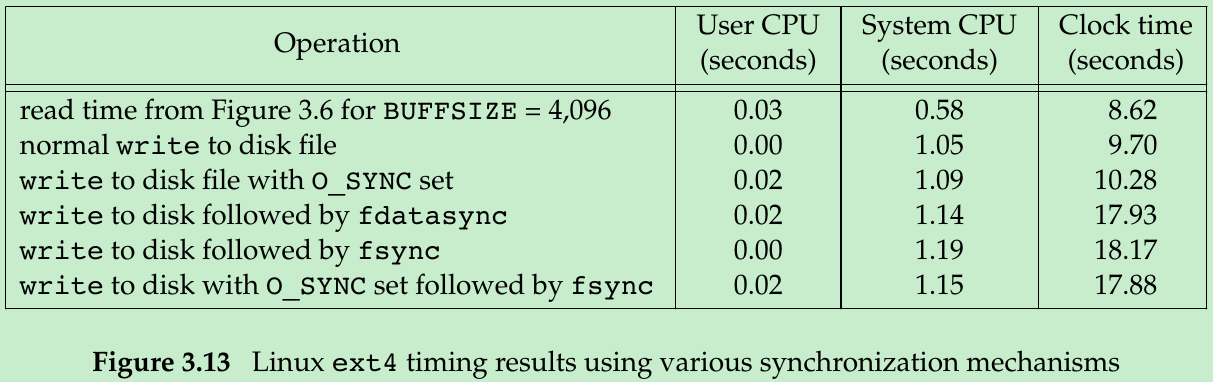 Operation User CPU (seconds) System CPU (seconds) Clock time (seconds)
read time from Figure 3.6 for BUFFSIZE = 4,096 0.03 0.58 8.62
normal write to disk file 0.00 1.05 9.70
write to disk file with O_SYNC set 0.02 1.09 10.28
write to disk followed by fdatasync 0.02 1.14 17.93
write to disk followed by fsync 0.00 1.19 18.17
write to disk with O_SYNC set followed by fsync 0.02 1.15 17.88
Figure 3.13 Linux ext4 timing results using various synchronization mechanisms